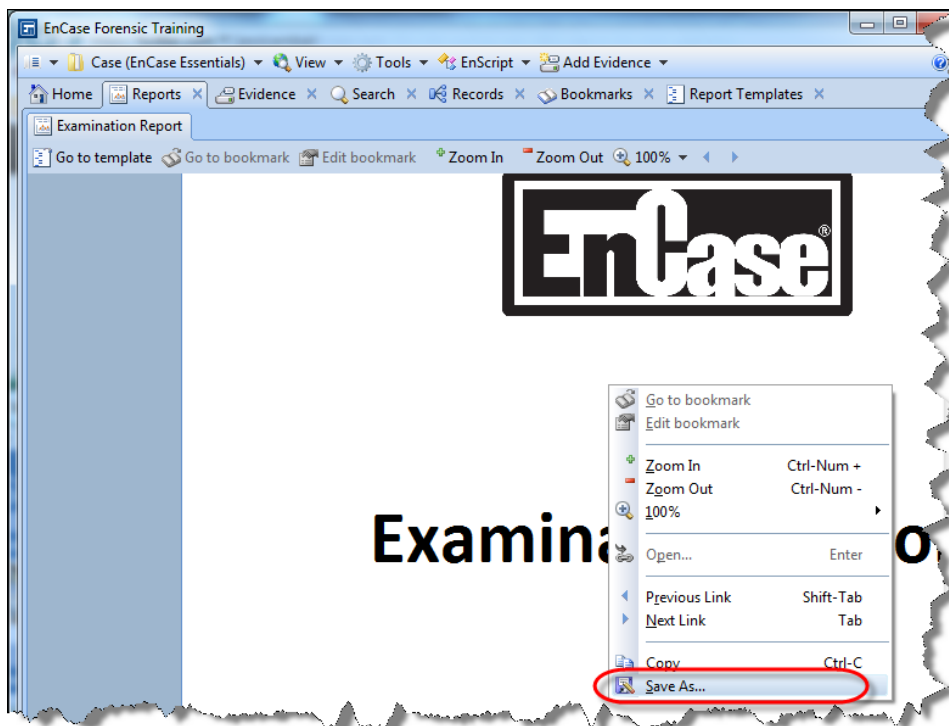 EnCase Forensic Training
Case (EnCase Essentials) View Tools EnScript Add Evidence
Home Reports Evidence Search Records Bookmarks Report Templates
Examination Report
Go to template Go to bookmark Edit bookmark Zoom In Zoom Out 100%
EnCase®
Go to bookmark
Edit bookmark
Zoom In Ctrl-Num +
Zoom Out Ctrl-Num -
100%
Open... Enter
Previous Link Shift-Tab
Next Link Tab
Copy Ctrl-C
Save As...